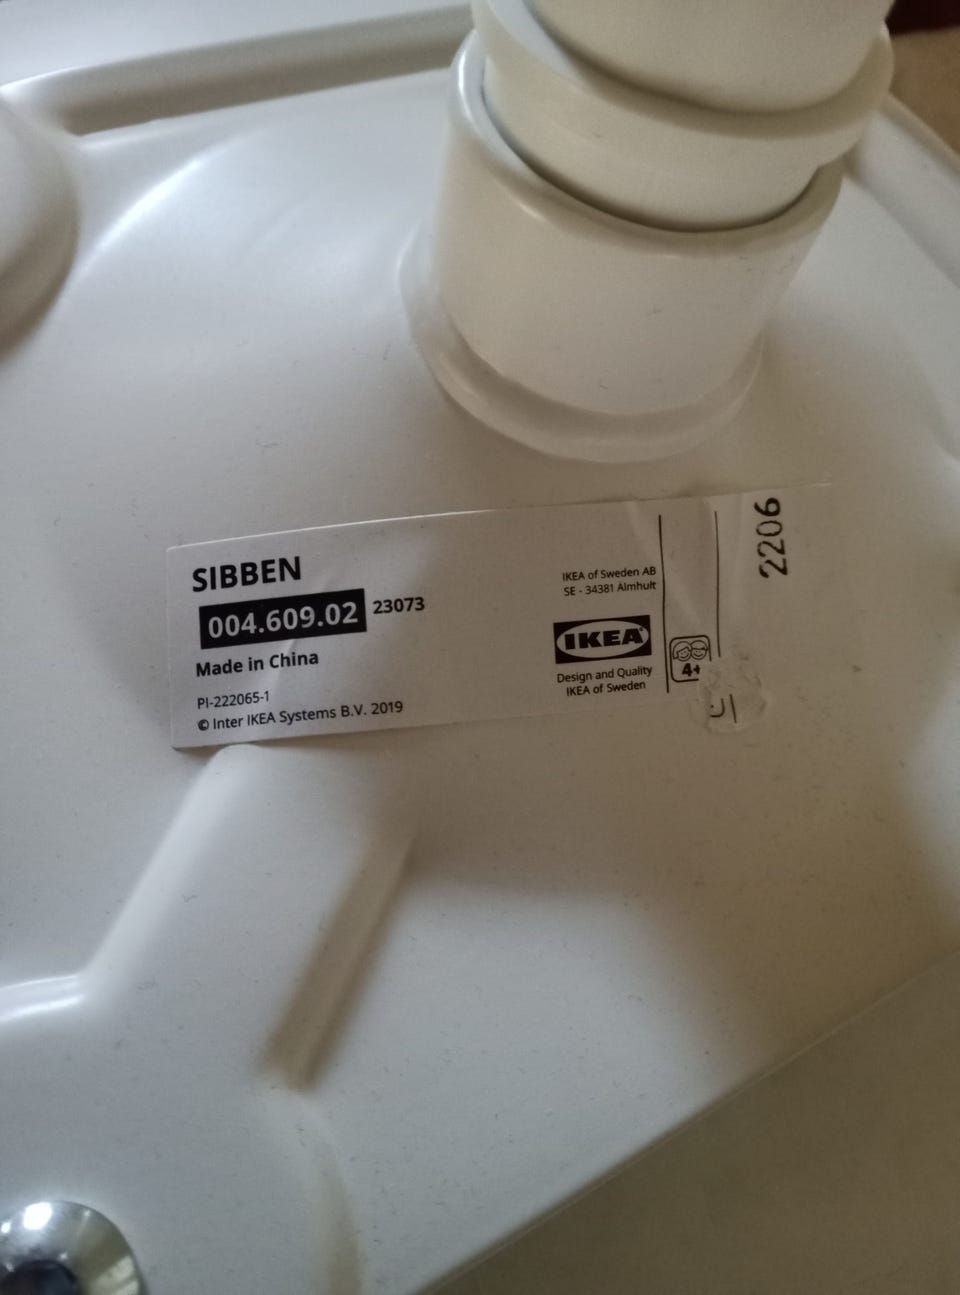 SIBBEN
004.609.02 23073
Made in China
PI-222065-1
© Inter IKEA Systems B.V. 2019
IKEA of Sweden AB
SE - 34381 Älmhult
IKEA®
Design and Quality
IKEA of Sweden
4+
2206